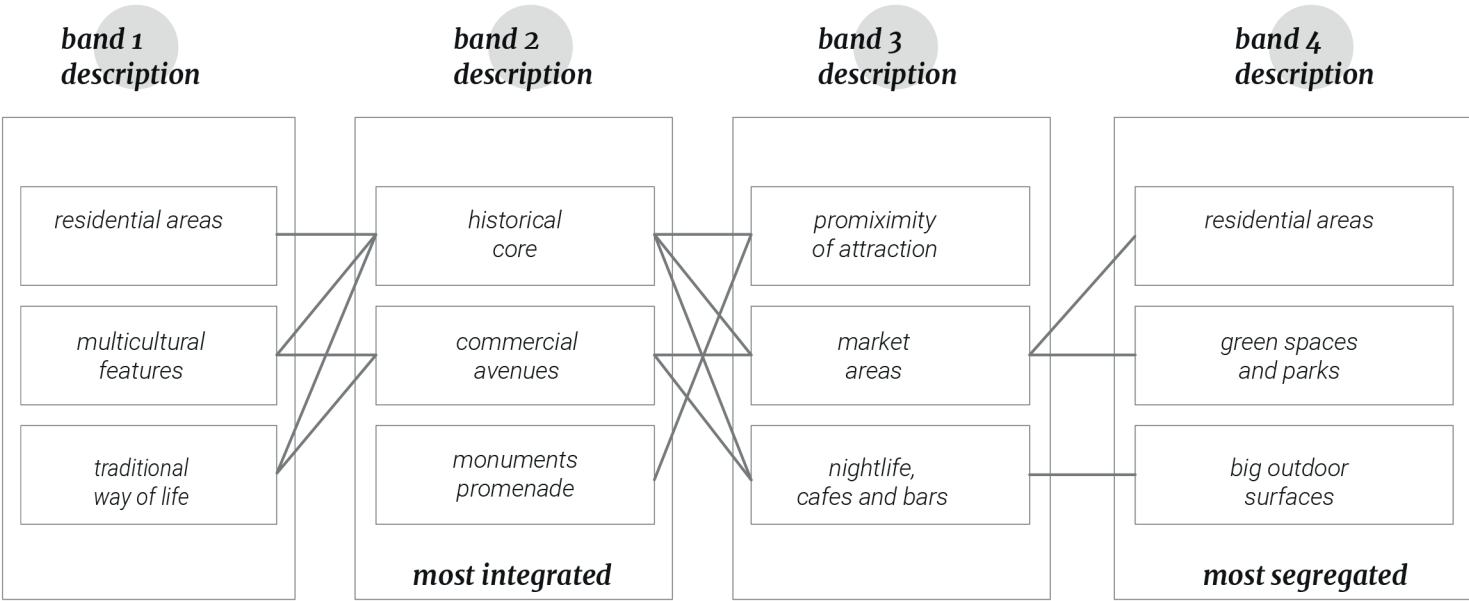 band 1
description
band 2
description
band 3
description
band 4
description
residential areas
multicultural
features
traditional
way of life
historical
core
commercial
avenues
monuments
promenade
most integrated
promiximity
of attraction
market
areas
nightlife,
cafes and bars
residential areas
green spaces
and parks
big outdoor
surfaces
most segregated